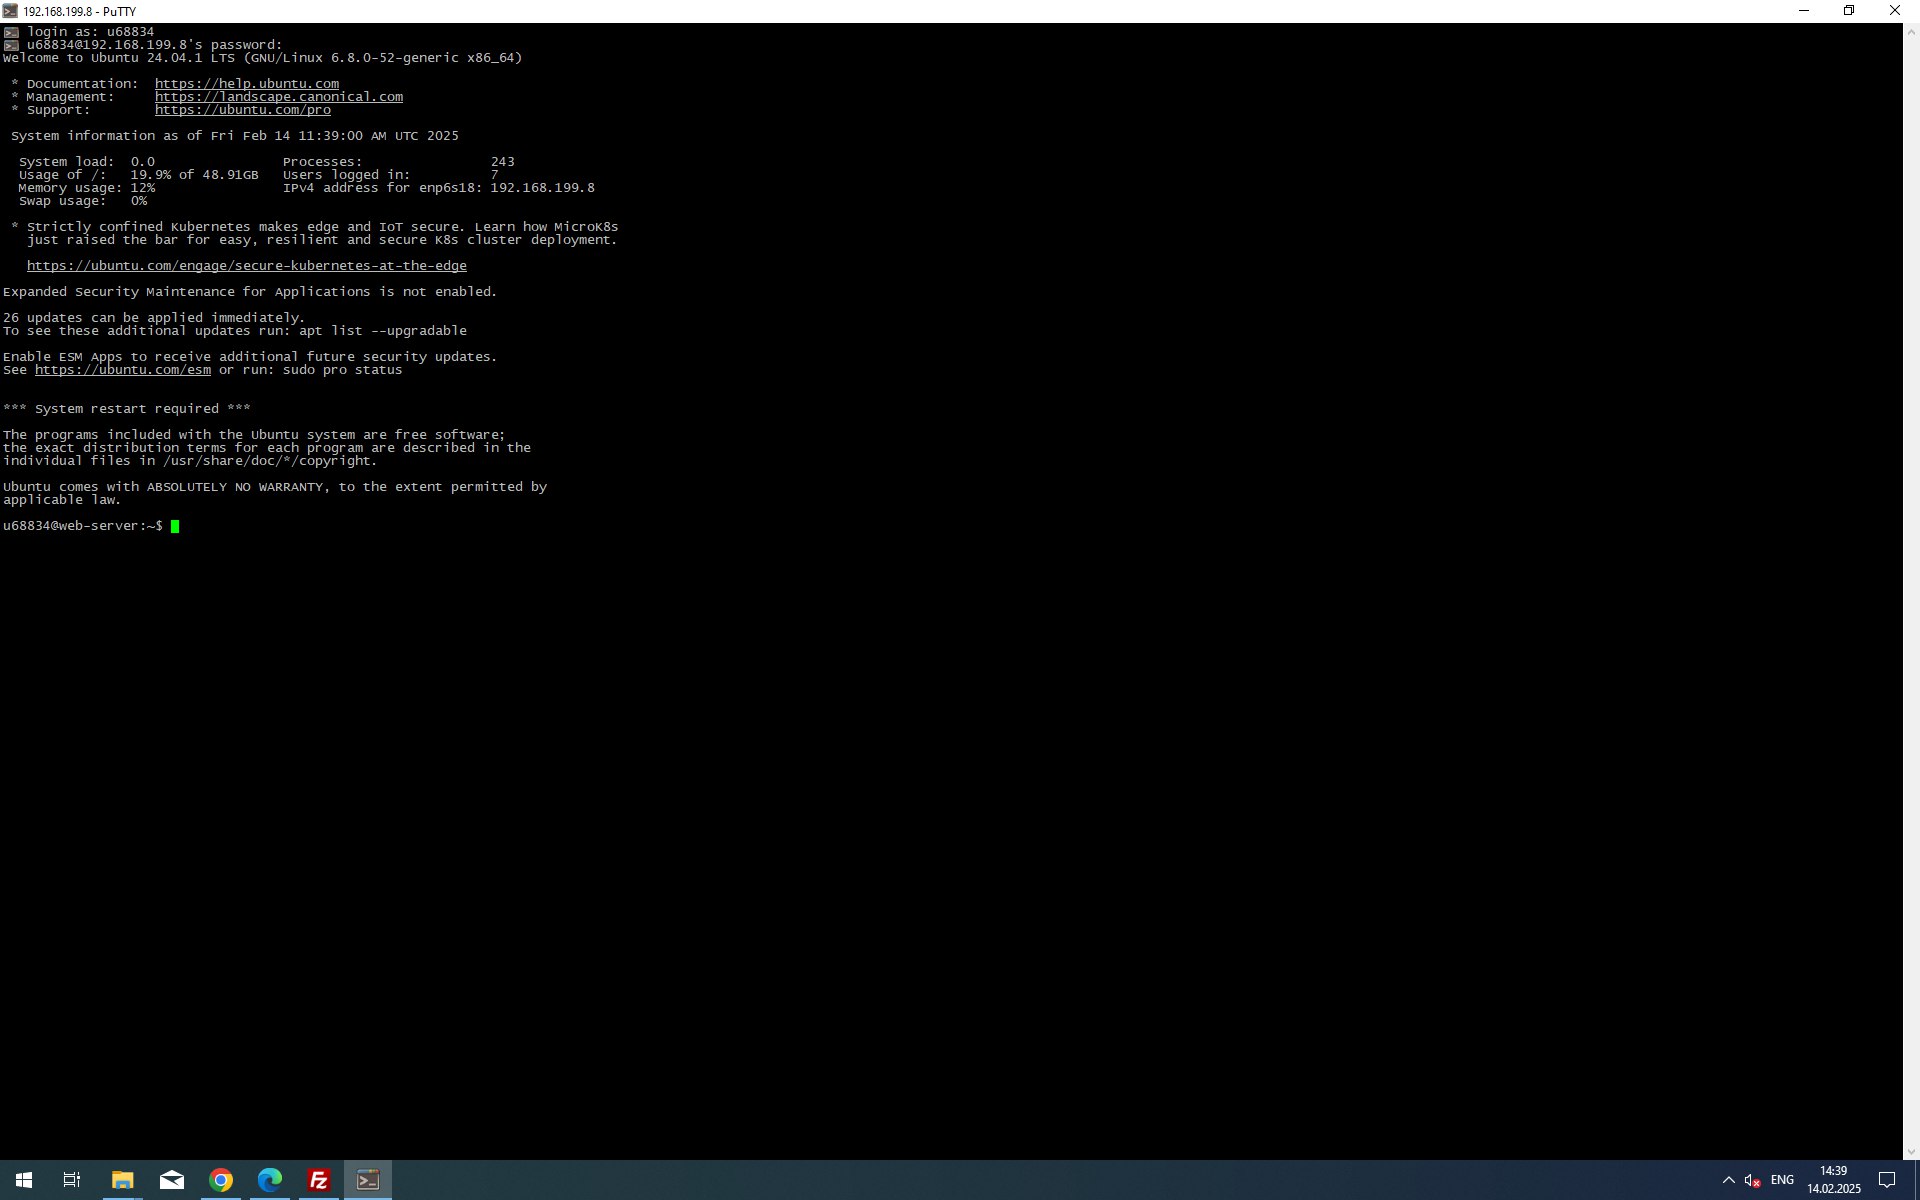 192.168.199.8 - PuTTY
login as: u68834
u68834@192.168.199.8's password:
Welcome to Ubuntu 24.04.1 LTS (GNU/Linux 6.8.0-52-generic x86_64)
* Documentation:  https://help.ubuntu.com
* Management:     https://landscape.canonical.com
* Support:        https://ubuntu.com/pro
System information as of Fri Feb 14 11:39:00 AM UTC 2025
System load:  0.0                Processes:                243
Usage of /:   19.9% of 48.91GB   Users logged in:          7
Memory usage: 12%                IPv4 address for enp6s18: 192.168.199.8
Swap usage:   0%
* Strictly confined Kubernetes makes edge and IoT secure. Learn how MicroK8s
just raised the bar for easy, resilient and secure K8s cluster deployment.
https://ubuntu.com/engage/secure-kubernetes-at-the-edge
Expanded Security Maintenance for Applications is not enabled.
26 updates can be applied immediately.
To see these additional updates run: apt list --upgradable
Enable ESM Apps to receive additional future security updates.
See https://ubuntu.com/esm or run: sudo pro status
*** System restart required ***
The programs included with the Ubuntu system are free software;
the exact distribution terms for each program are described in the
individual files in /usr/share/doc/*/copyright.
Ubuntu comes with ABSOLUTELY NO WARRANTY, to the extent permitted by
applicable law.
u68834@web-server:~$
Fz
ENG
14:39
14.02.2025